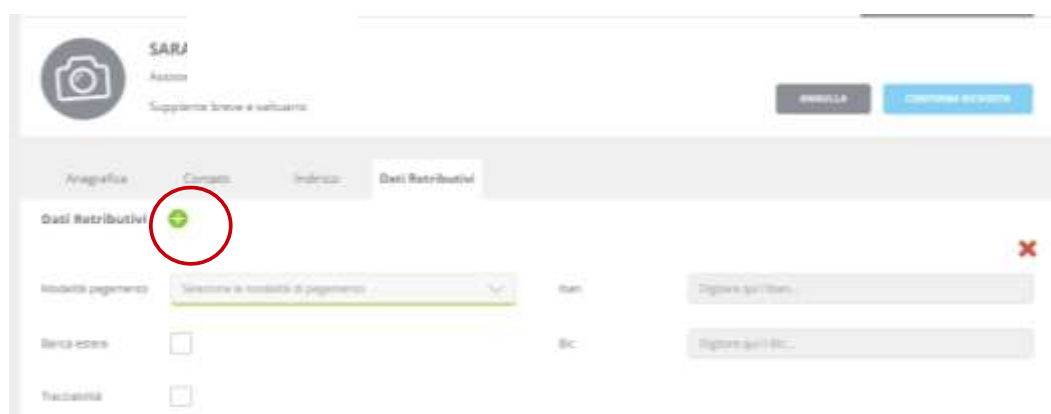 SARA
Supplente breve e saltuario
ANNULLA CONFERMA RICHIESTA
Anagrafica Contatti Indirizzi Dati Retributivi
Dati Retributivi
Modalità pagamento Seleziona la modalità di pagamento Iban Digitare qui l'Iban...
Banca estera Bic Digitare qui il Bic...
Tracciabilità